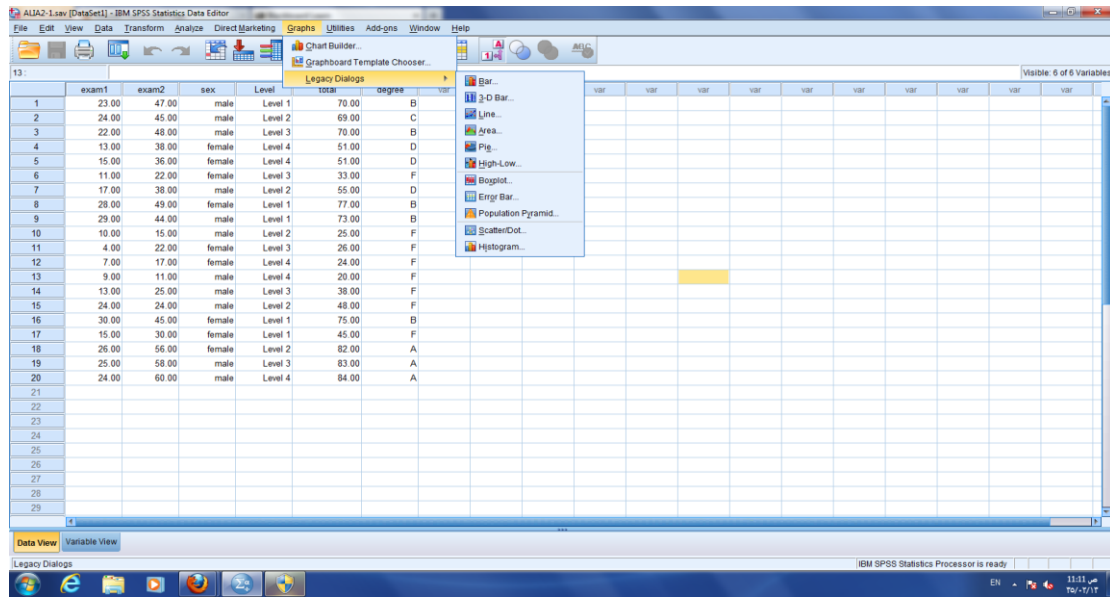 ALIA2-1.sav [DataSet1] - IBM SPSS Statistics Data Editor
File Edit View Data Transform Analyze Direct Marketing Graphs Utilities Add-ons Window Help
Chart Builder...
Graphboard Template Chooser...
Legacy Dialogs
Bar...
3-D Bar...
Line...
Area...
Pie...
High-Low...
Boxplot...
Error Bar...
Population Pyramid...
Scatter/Dot...
Histogram...
13 : Visible: 6 of 6 Variables
exam1 exam2 sex Level total degree var var var var var var var var var
1 23.00 47.00 male Level 1 70.00 B
2 24.00 45.00 male Level 2 69.00 C
3 22.00 48.00 male Level 3 70.00 B
4 13.00 38.00 female Level 4 51.00 D
5 15.00 36.00 female Level 4 51.00 D
6 11.00 22.00 female Level 3 33.00 F
7 17.00 38.00 male Level 2 55.00 D
8 28.00 49.00 female Level 1 77.00 B
9 29.00 44.00 male Level 1 73.00 B
10 10.00 15.00 male Level 2 25.00 F
11 4.00 22.00 female Level 3 26.00 F
12 7.00 17.00 female Level 4 24.00 F
13 9.00 11.00 male Level 4 20.00 F
14 13.00 25.00 male Level 3 38.00 F
15 24.00 24.00 male Level 2 48.00 F
16 30.00 45.00 female Level 1 75.00 B
17 15.00 30.00 female Level 1 45.00 F
18 26.00 56.00 female Level 2 82.00 A
19 25.00 58.00 male Level 3 83.00 A
20 24.00 60.00 male Level 4 84.00 A
21
22
23
24
25
26
27
28
29
Data View Variable View
Legacy Dialogs IBM SPSS Statistics Processor is ready
EN 11:11 ص
٣٥/٠٢/١٣